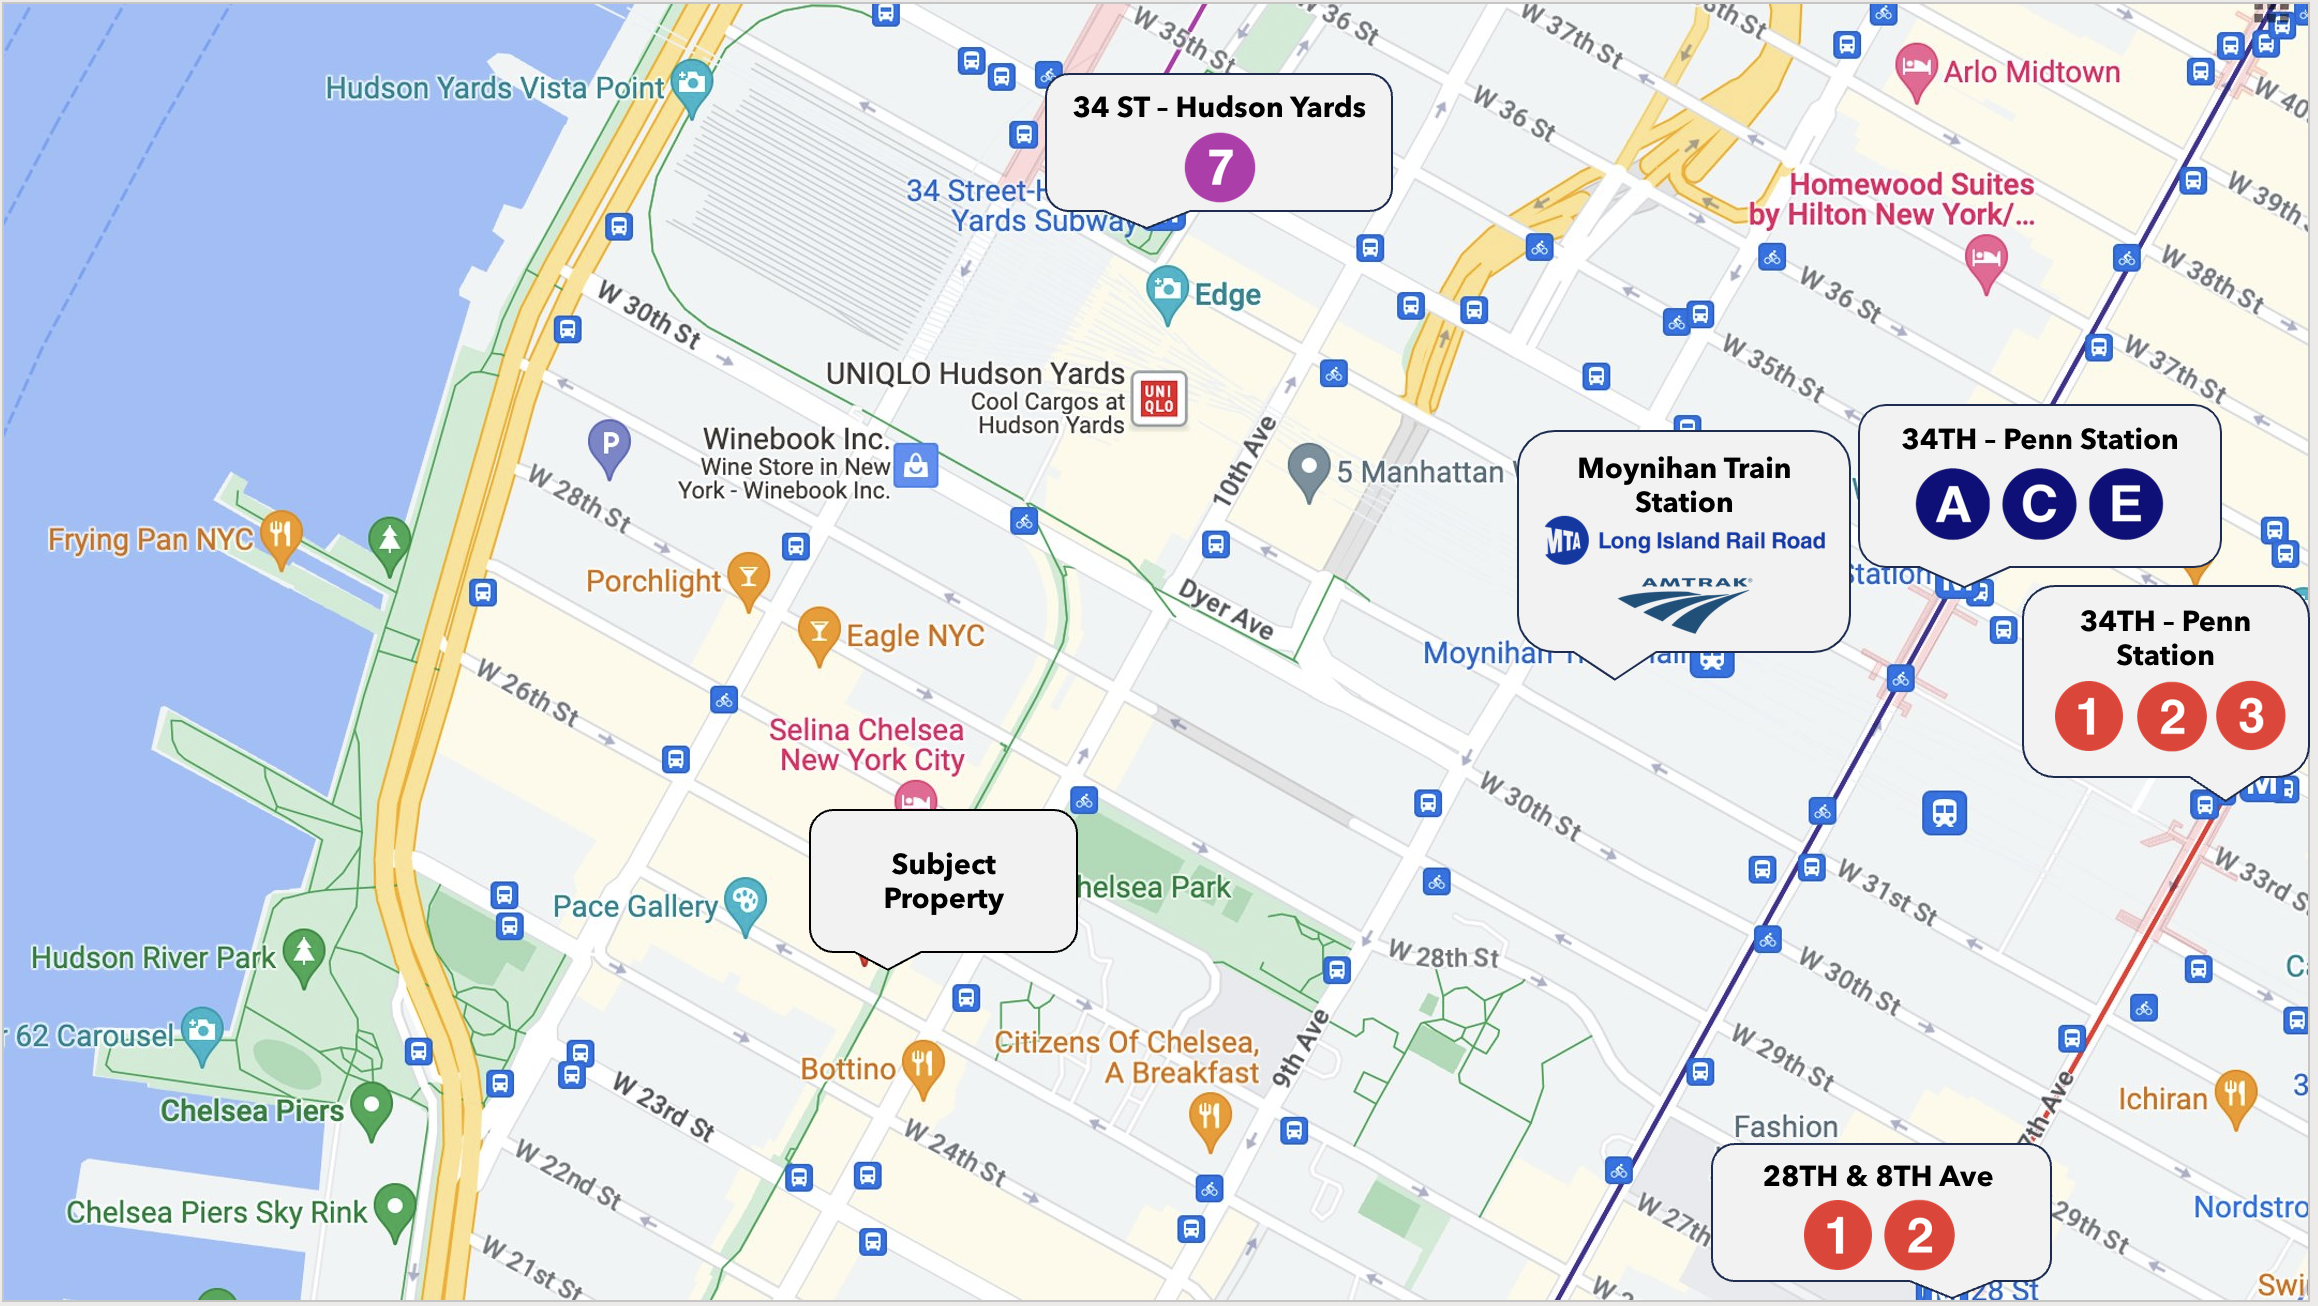 W 35th St
W 36 St
W 37th St
38th St
Arlo Midtown
W 40
Hudson Yards Vista Point
34 ST – Hudson Yards
7
34 Street-H
Yards Subway
W 36 St
Homewood Suites
by Hilton New York/...
W 39th
W 38th St
W 36 St
W 35th St
W 37th St
Edge
W 30th St
UNIQLO Hudson Yards
Cool Cargos at
Hudson Yards
UNI
QLO
10th Ave
5 Manhattan
P
Winebook Inc.
Wine Store in New
York - Winebook Inc.
W 28th St
Frying Pan NYC
Porchlight
Eagle NYC
Dyer Ave
Moynihan Train
Station
MTA
Long Island Rail Road
AMTRAK
Moynihan
34TH – Penn Station
A C E
Station
34TH – Penn
Station
1 2 3
M
W 26th St
Selina Chelsea
New York City
W 30th St
W 31st St
W 33rd S
Subject
Property
helsea Park
Pace Gallery
W 28th St
W 30th St
Hudson River Park
62 Carousel
Citizens Of Chelsea,
A Breakfast
9th Ave
W 29th St
Bottino
Chelsea Piers
W 23rd St
W 24th St
W 22nd St
Chelsea Piers Sky Rink
W 21st St
7th Ave
Ichiran
Fashion
28TH & 8TH Ave
1 2
W 27th
29th St
Nordstro
28 St
Swi